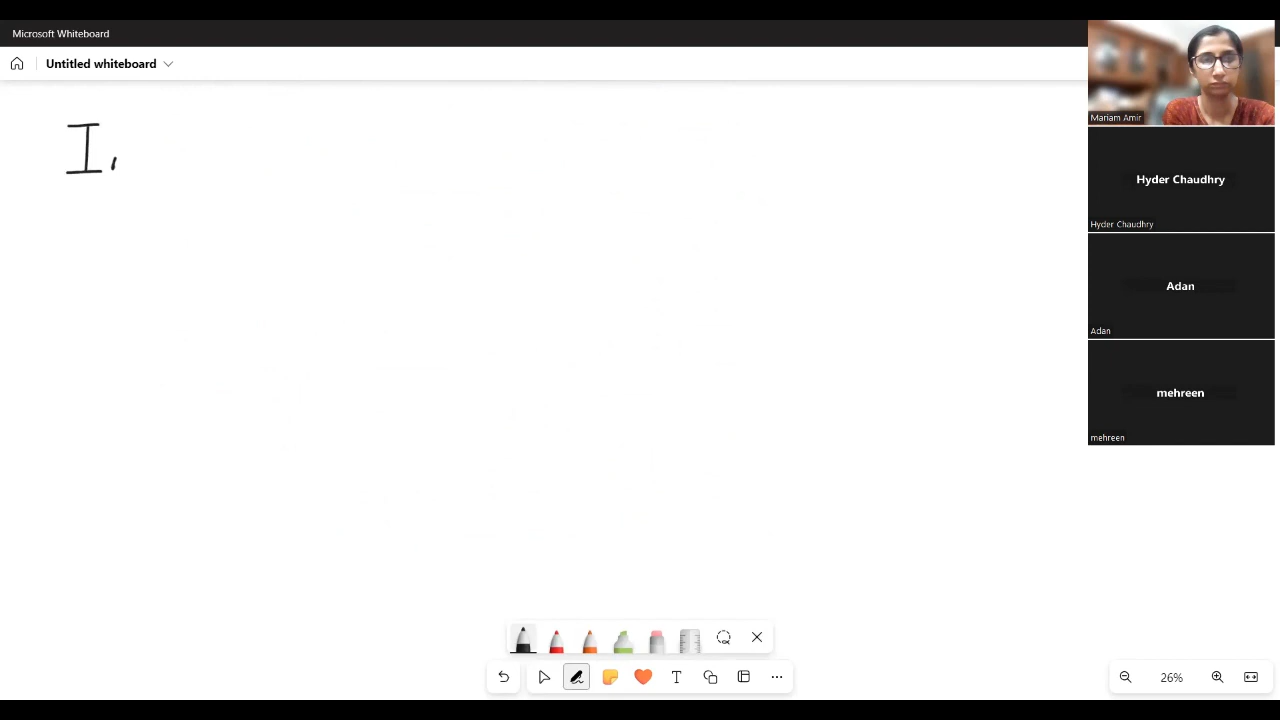 Microsoft Whiteboard
Untitled whiteboard
I.
Mariam Amir
Hyder Chaudhry
Hyder Chaudhry
Adan
Adan
mehreen
mehreen
26%